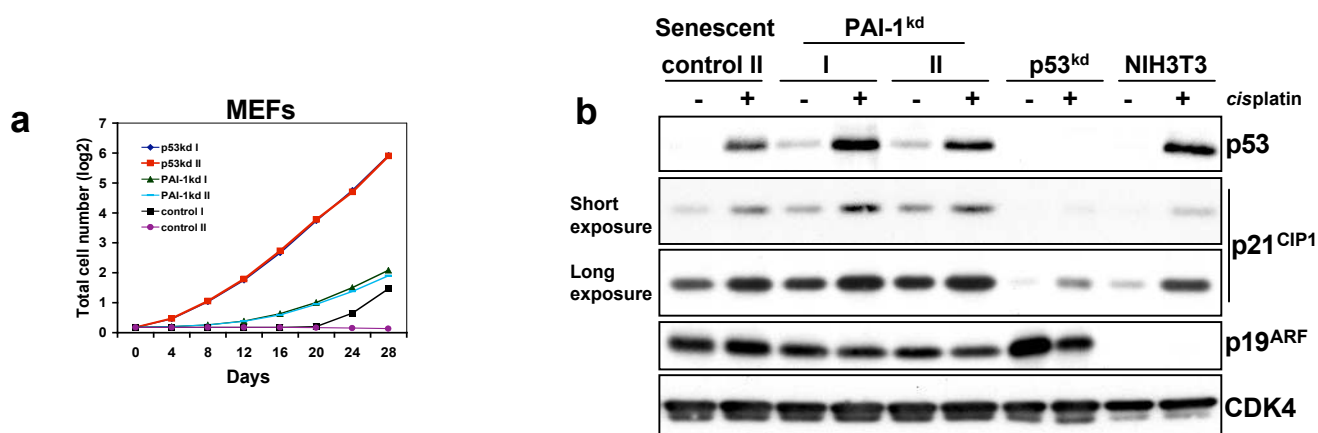 a
MEFs
Total cell number (log2)
7
6
5
4
3
2
1
0
p53kd I
p53kd II
PAI-1kd I
PAI-1kd II
control I
control II
0 4 8 12 16 20 24 28
Days
b
Senescent PAI-1kd
control II I II p53kd NIH3T3
- + - + - + - + - + cisplatin
p53
Short
exposure
p21CIP1
Long
exposure
p19ARF
CDK4